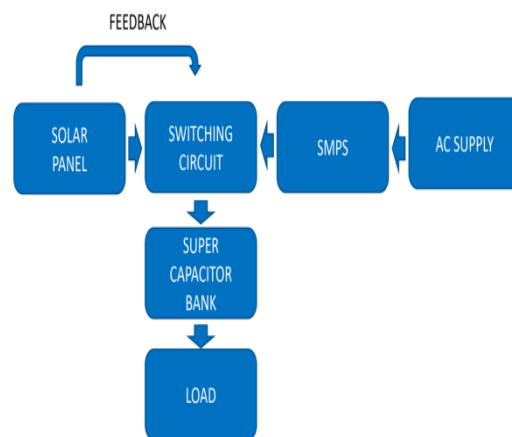 FEEDBACK
SOLAR
PANEL
SWITCHING
CIRCUIT
SMPS
AC SUPPLY
SUPER
CAPACITOR
BANK
LOAD